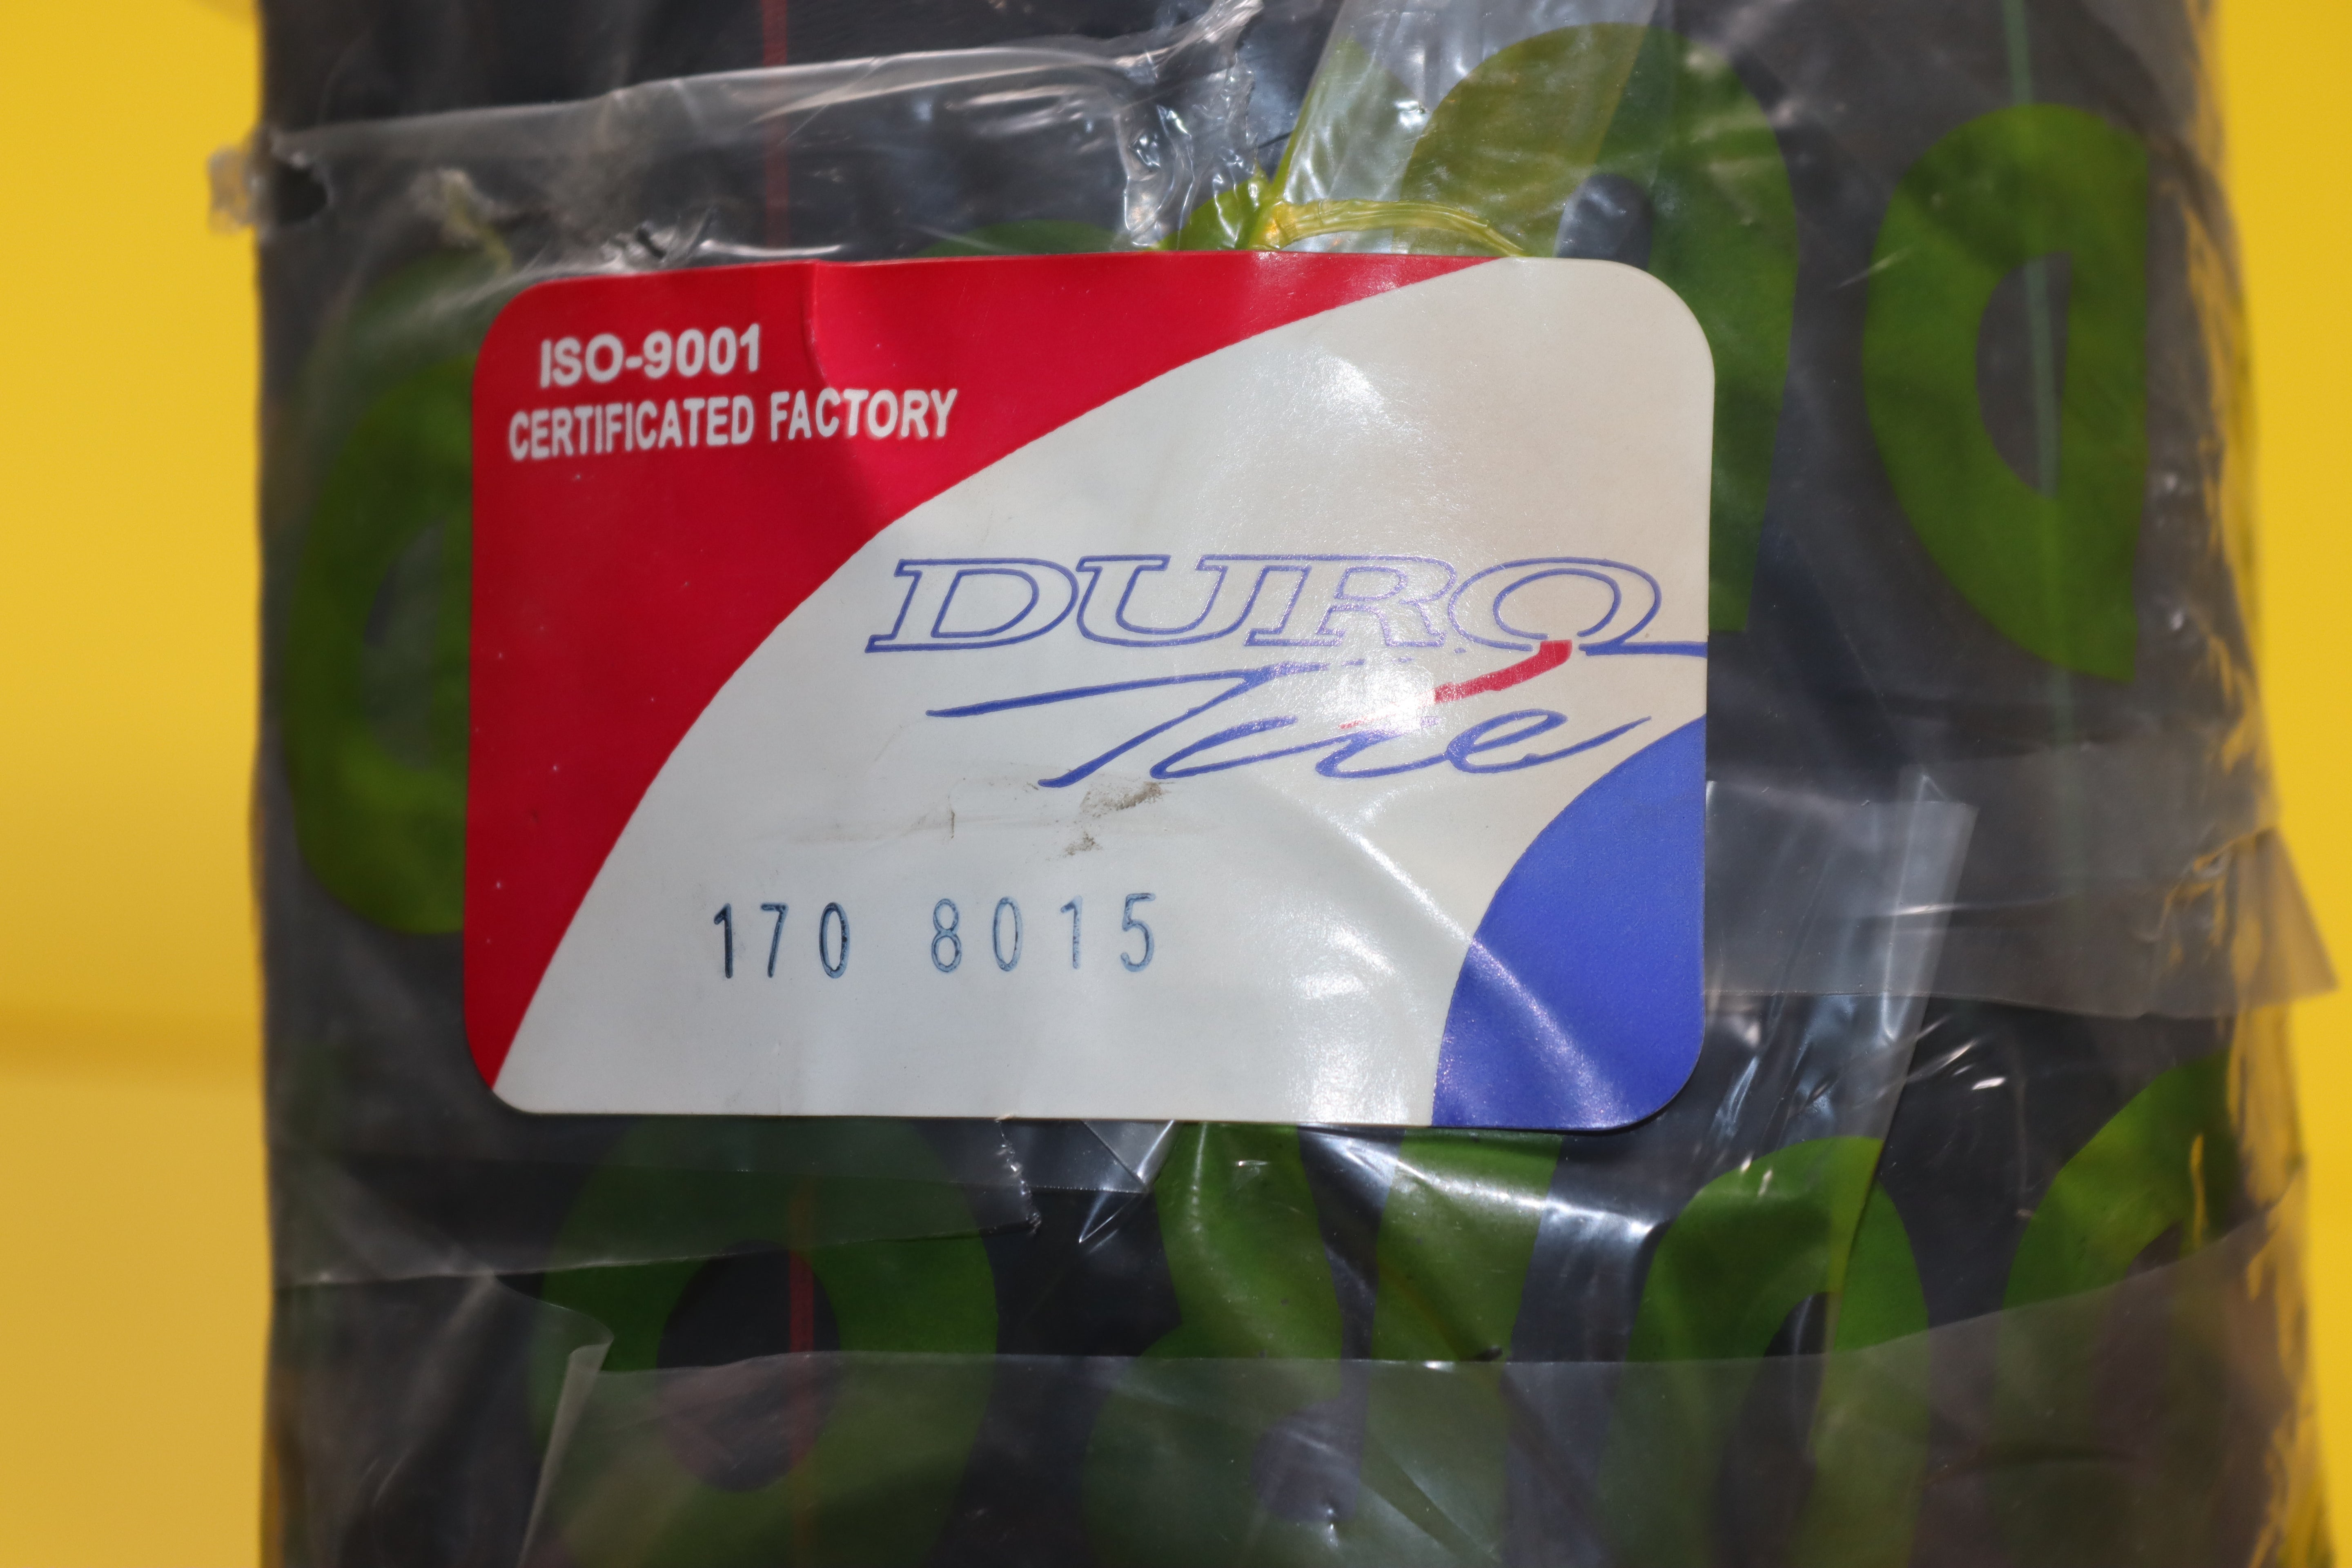 ISO-9001
CERTIFICATED FACTORY
DURO
Tire
170 8015